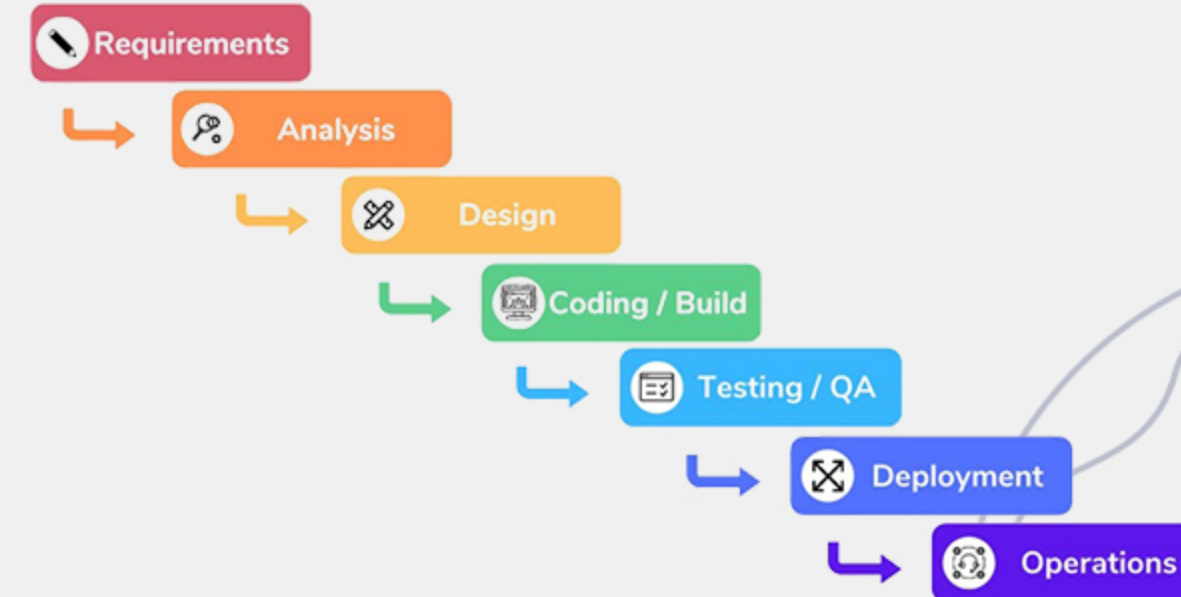 Requirements
Analysis
Design
Coding / Build
Testing / QA
Deployment
Operations